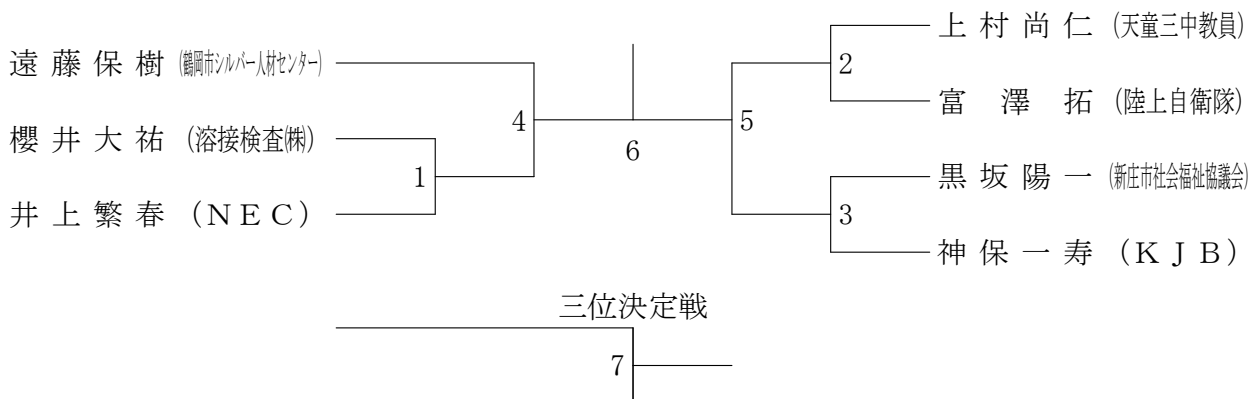 遠藤保樹 (鶴岡市シルバー人材センター)
櫻井大祐 (溶接検査㈱)
井上繁春 (NEC)
1
4
6
5
2
3
上村尚仁 (天童三中教員)
富澤拓 (陸上自衛隊)
黒坂陽一 (新庄市社会福祉協議会)
神保一寿 (KJB)
三位決定戦
7